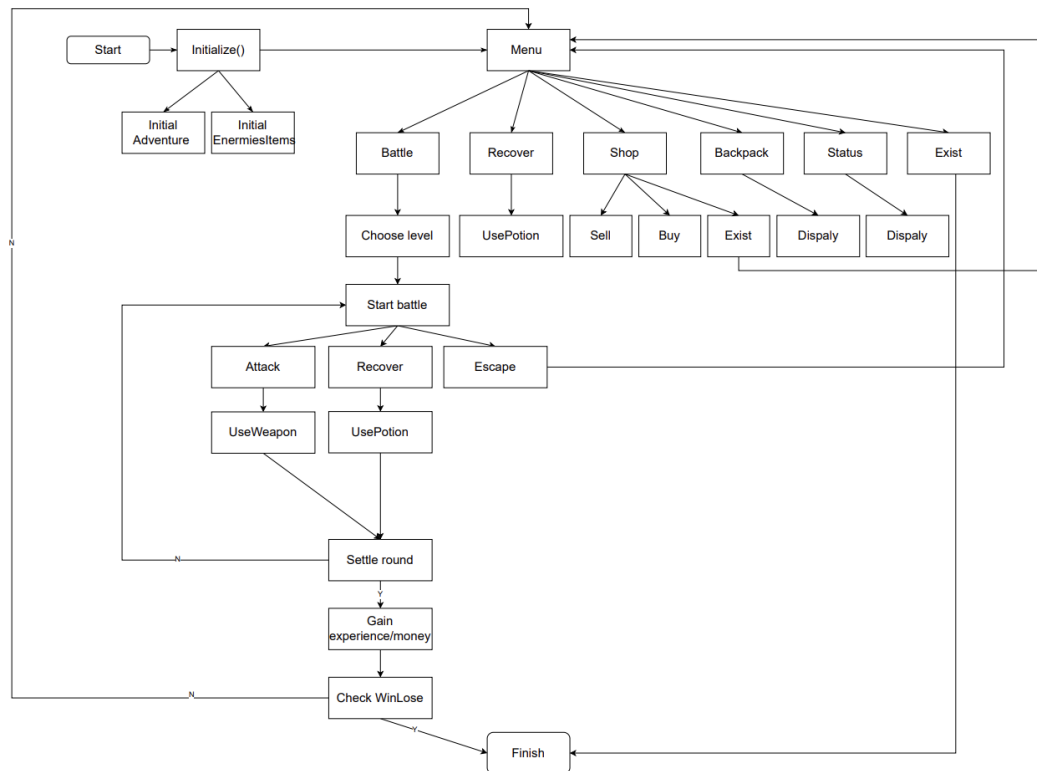 Start
Initialize()
Menu
Initial
Adventure
Initial
EnermiesItems
Battle
Recover
Shop
Backpack
Status
Exist
Choose level
UsePotion
Sell
Buy
Exist
Dispaly
Dispaly
N
Start battle
Attack
Recover
Escape
UseWeapon
UsePotion
Settle round
N
Y
Gain
experience/money
Check WinLose
N
Y
Finish